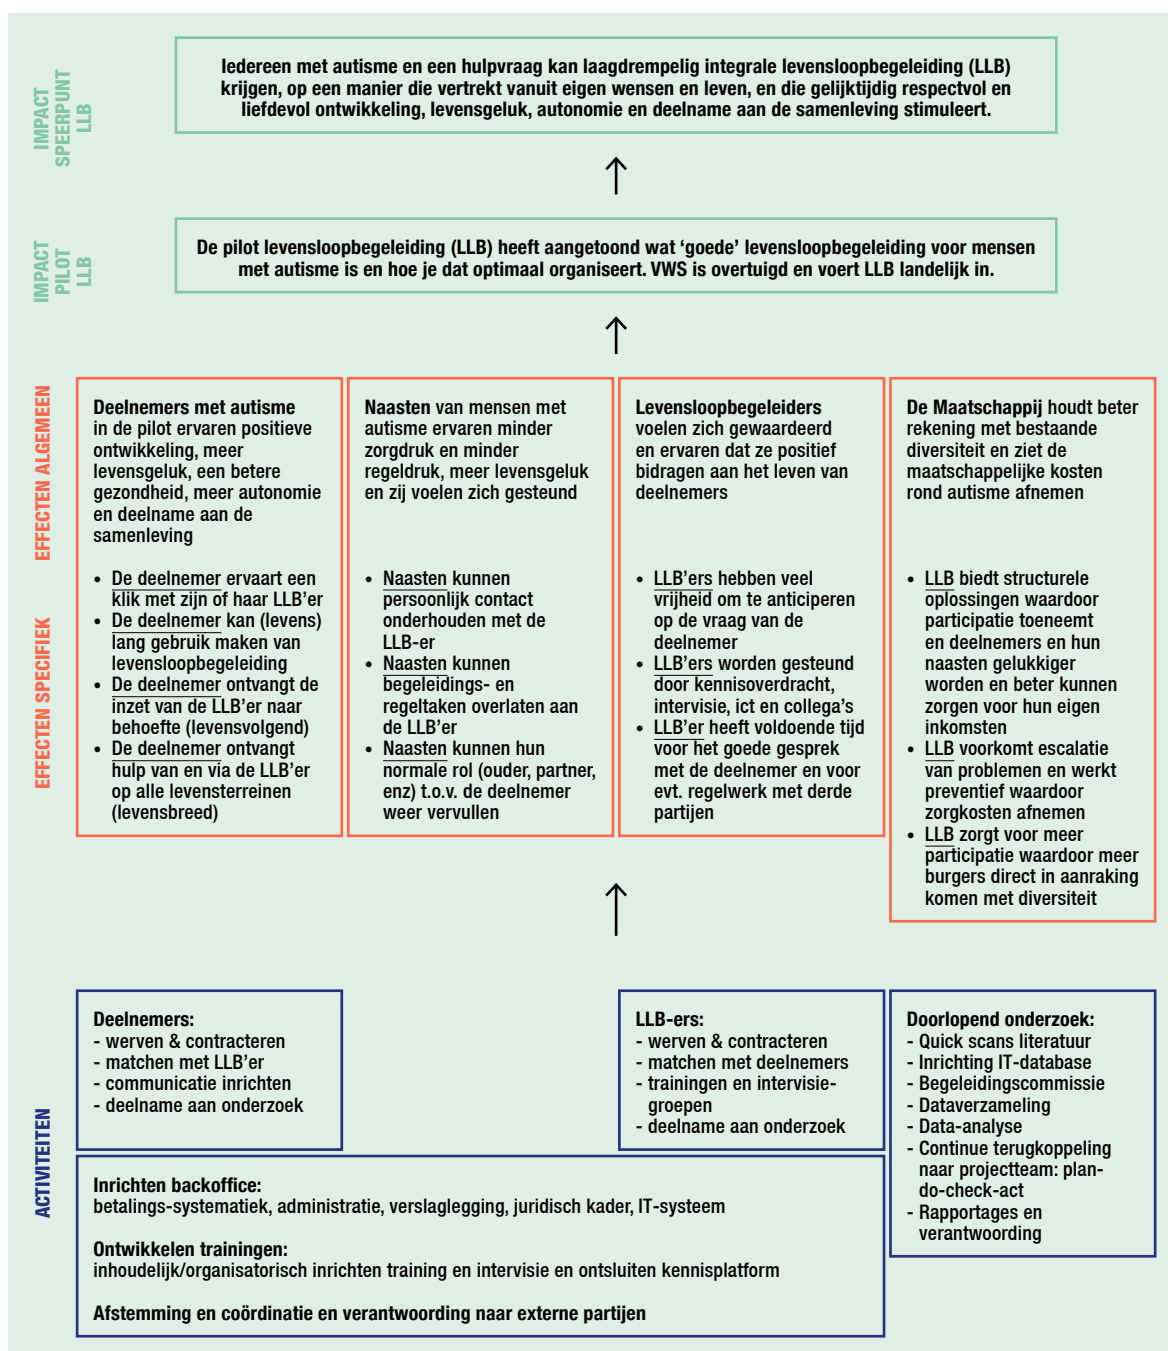 IMPACT
SPEERPUNT
LLB
Iedereen met autisme en een hulpvraag kan laagdrempelig integrale levensloopbegeleiding (LLB)
krijgen, op een manier die vertrekt vanuit eigen wensen en leven, en die gelijktijdig respectvol en
liefdevol ontwikkeling, levensgeluk, autonomie en deelname aan de samenleving stimuleert.
IMPACT
PILOT
LLB
De pilot levensloopbegeleiding (LLB) heeft aangetoond wat ‘goede’ levensloopbegeleiding voor mensen
met autisme is en hoe je dat optimaal organiseert. VWS is overtuigd en voert LLB landelijk in.
EFFECTEN ALGEMEEN
EFFECTEN SPECIFIEK
Deelnemers met autisme
in de pilot ervaren positieve
ontwikkeling, meer
levensgeluk, een betere
gezondheid, meer autonomie
en deelname aan de
samenleving
• De deelnemer ervaart een
klik met zijn of haar LLB’er
• De deelnemer kan (levens)
lang gebruik maken van
levensloopbegeleiding
• De deelnemer ontvangt de
inzet van de LLB’er naar
behoefte (levensvolgend)
• De deelnemer ontvangt
hulp van en via de LLB’er
op alle levensterreinen
(levensbreed)
Naasten van mensen met
autisme ervaren minder
zorgdruk en minder
regeldruk, meer levensgeluk
en zij voelen zich gesteund
• Naasten kunnen
persoonlijk contact
onderhouden met de
LLB-er
• Naasten kunnen
begeleidings- en
regeltaken overlaten aan
de LLB’er
• Naasten kunnen hun
normale rol (ouder, partner,
enz) t.o.v. de deelnemer
weer vervullen
Levensloopbegeleiders
voelen zich gewaardeerd
en ervaren dat ze positief
bidragen aan het leven van
deelnemers
• LLB’ers hebben veel
vrijheid om te anticiperen
op de vraag van de
deelnemer
• LLB’ers worden gesteund
door kennisoverdracht,
intervisie, ict en collega’s
• LLB’er heeft voldoende tijd
voor het goede gesprek
met de deelnemer en voor
evt. regelwerk met derde
partijen
De Maatschappij houdt beter
rekening met bestaande
diversiteit en ziet de
maatschappelijke kosten
rond autisme afnemen
• LLB biedt structurele
oplossingen waardoor
participatie toeneemt
en deelnemers en hun
naasten gelukkiger
worden en beter kunnen
zorgen voor hun eigen
inkomsten
• LLB voorkomt escalatie
van problemen en werkt
preventief waardoor
zorgkosten afnemen
• LLB zorgt voor meer
participatie waardoor meer
burgers direct in aanraking
komen met diversiteit
ACTIVITEITEN
Deelnemers:
- werven & contracteren
- matchen met LLB’er
- communicatie inrichten
- deelname aan onderzoek
LLB-ers:
- werven & contracteren
- matchen met deelnemers
- trainingen en intervisie-
groepen
- deelname aan onderzoek
Doorlopend onderzoek:
- Quick scans literatuur
- Inrichting IT-database
- Begeleidingscommissie
- Dataverzameling
- Data-analyse
- Continue terugkoppeling
naar projectteam: plan-
do-check-act
- Rapportages en
verantwoording
Inrichten backoffice:
betalings-systematiek, administratie, verslaglegging, juridisch kader, IT-systeem
Ontwikkelen trainingen:
inhoudelijk/organisatorisch inrichten training en intervisie en ontsluiten kennisplatform
Afstemming en coördinatie en verantwoording naar externe partijen